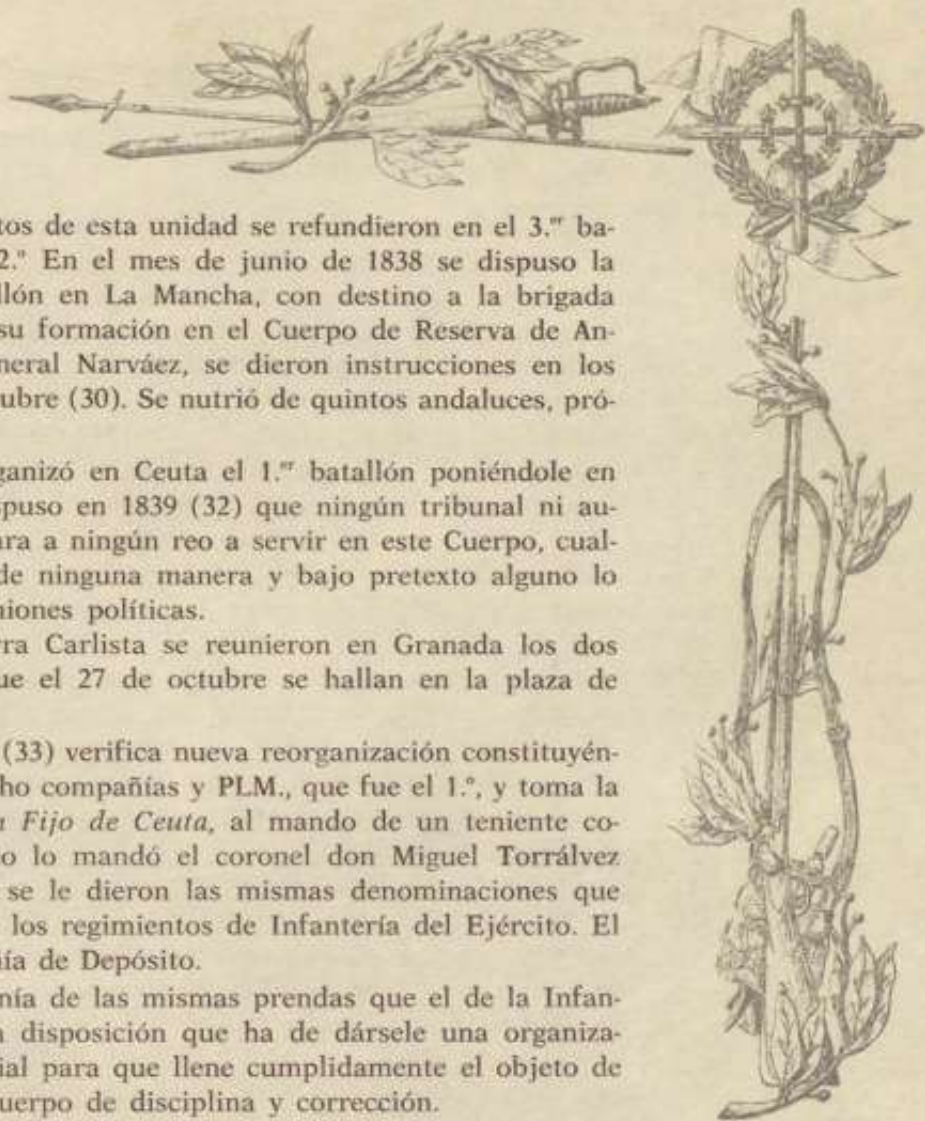 tos de esta unidad se refundieron en el 3.er ba-
2.º En el mes de junio de 1838 se dispuso la
llón en La Mancha, con destino a la brigada
su formación en el Cuerpo de Reserva de An-
neral Narváez, se dieron instrucciones en los
ubre (30). Se nutrió de quintos andaluces, pró-
ganizó en Ceuta el 1.er batallón poniéndole en
spuso en 1839 (32) que ningún tribunal ni au-
ara a ningún reo a servir en este Cuerpo, cual-
de ninguna manera y bajo pretexto alguno lo
niones políticas.
rra Carlista se reunieron en Granada los dos
ue el 27 de octubre se hallan en la plaza de
(33) verifica nueva reorganización constituyén-
cho compañías y PLM., que fue el 1.º, y toma la
n Fijo de Ceuta, al mando de un teniente co-
o lo mandó el coronel don Miguel Torrálvez
se le dieron las mismas denominaciones que
los regimientos de Infantería del Ejército. El
ñía de Depósito.
nía de las mismas prendas que el de la Infan-
a disposición que ha de dársele una organiza-
ial para que llene cumplidamente el objeto de
uerpo de disciplina y corrección.